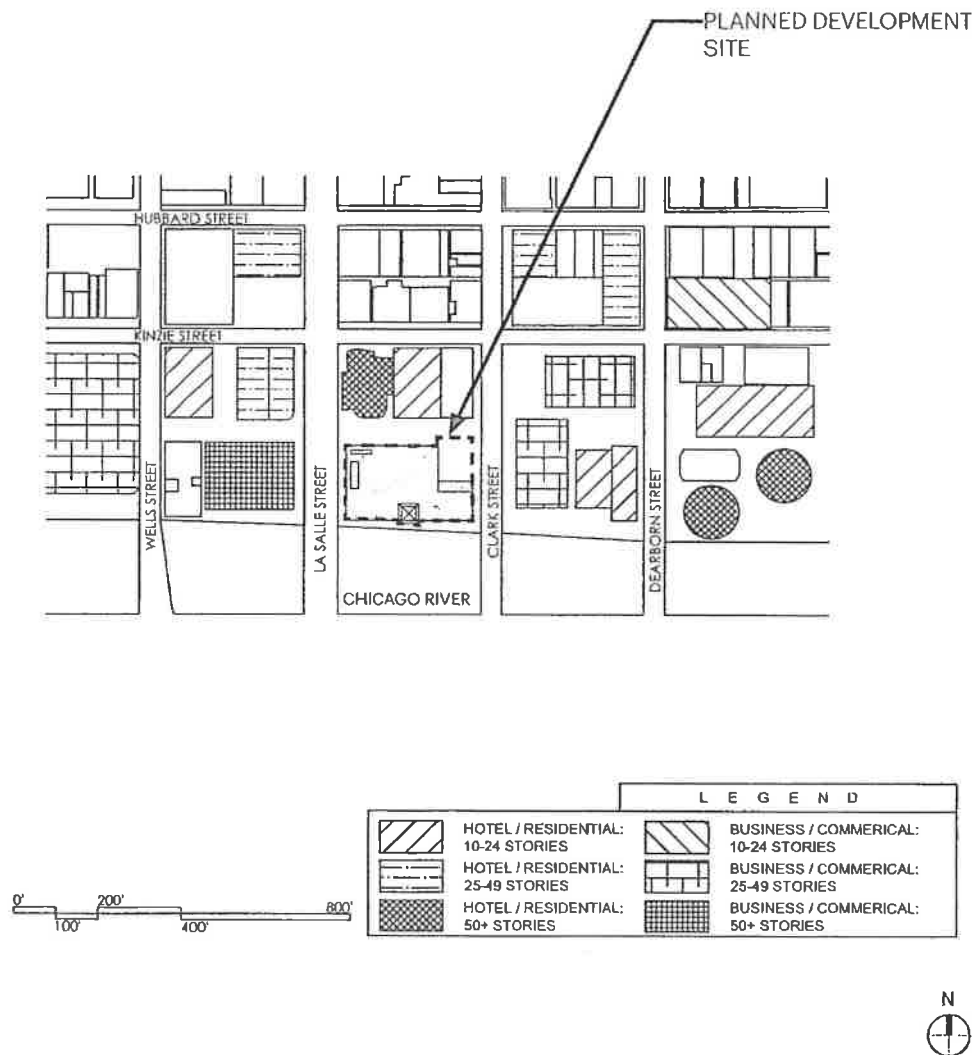 PLANNED DEVELOPMENT
SITE
HUBBARD STREET
KINZIE STREET
WELLS STREET
LA SALLE STREET
CLARK STREET
DEARBORN STREET
CHICAGO RIVER
LEGEND
HOTEL / RESIDENTIAL:
10-24 STORIES
BUSINESS / COMMERICAL:
10-24 STORIES
HOTEL / RESIDENTIAL:
25-49 STORIES
BUSINESS / COMMERICAL:
25-49 STORIES
HOTEL / RESIDENTIAL:
50+ STORIES
BUSINESS / COMMERICAL:
50+ STORIES
0' 200' 800'
100' 400'
N